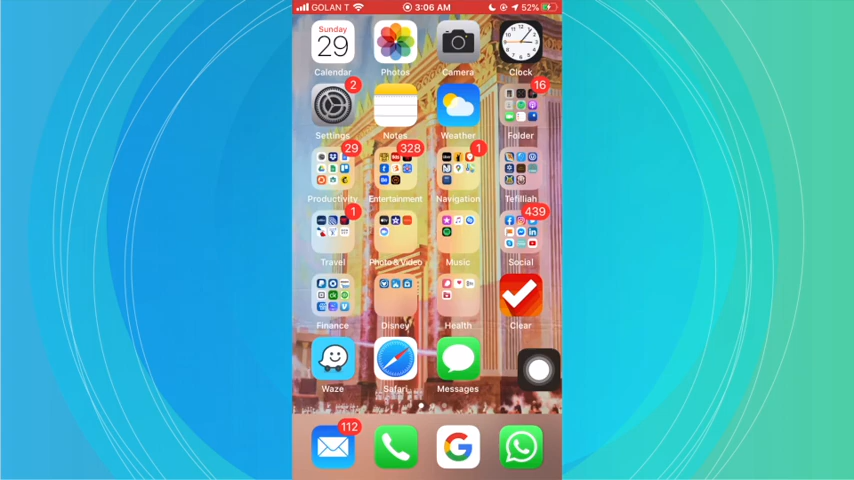 GOLAN T 3:06 AM 52%
Sunday
29
Calendar Photos Camera Clock
2 16
Settings Notes Weather Folder
29 328 1
Productivity Entertainment Navigation Tefilliah
1 439
Travel Photo & Video Music Social
Finance Disney Health Clear
Waze Safari Messages
112